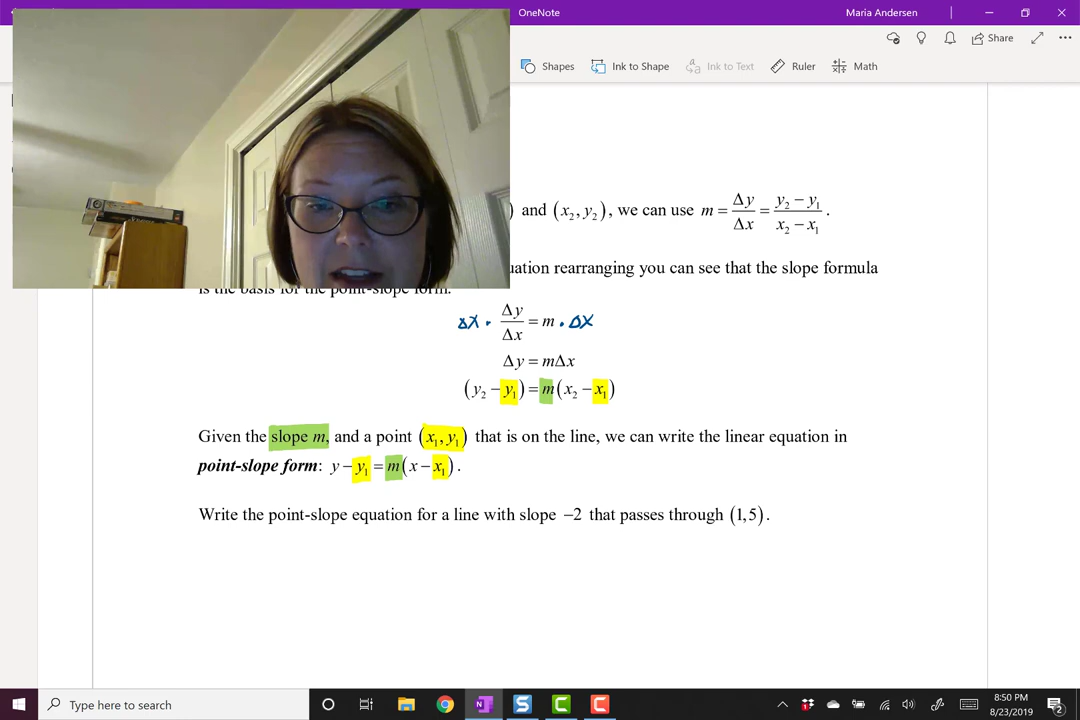 OneNote
Maria Andersen
Share
Shapes
Ink to Shape
Ink to Text
Ruler
Math
) and (x₂, y₂), we can use m = Δy/Δx = (y₂ − y₁)/(x₂ − x₁).
uation rearranging you can see that the slope formula
is the basis for the point-slope form.
Δx · Δy/Δx = m · Δx
Δy = mΔx
(y₂ − y₁) = m(x₂ − x₁)
Given the slope m, and a point (x₁, y₁) that is on the line, we can write the linear equation in
point-slope form: y − y₁ = m(x − x₁).
Write the point-slope equation for a line with slope −2 that passes through (1,5).
Type here to search
8:50 PM
8/23/2019
2